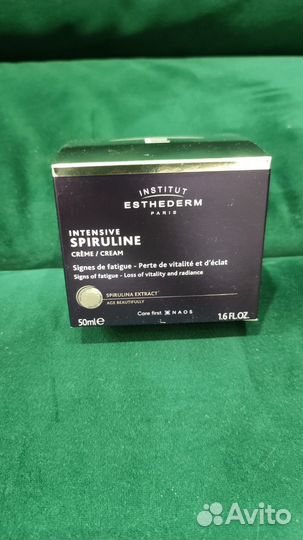 INSTITUT
ESTHEDERM
PARIS
INTENSIVE
SPIRULINE
CRÈME / CREAM
Signes de fatigue - Perte de vitalité et d'éclat
Signs of fatigue - Loss of vitality and radiance
SPIRULINA EXTRACT
AGE BEAUTIFULLY
Care first NAOS
50mle 1.6 FL.OZ.
Avito